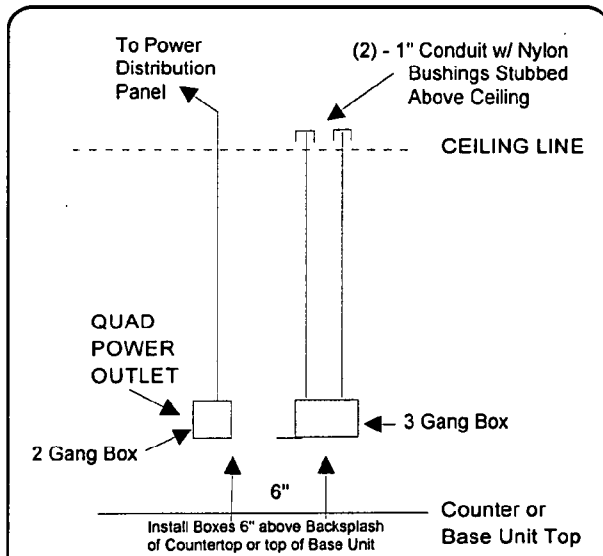 To Power
Distribution
Panel
(2) - 1" Conduit w/ Nylon
Bushings Stubbed
Above Ceiling
CEILING LINE
QUAD
POWER
OUTLET
2 Gang Box
3 Gang Box
6"
Install Boxes 6" above Backsplash
of Countertop or top of Base Unit
Counter or
Base Unit Top